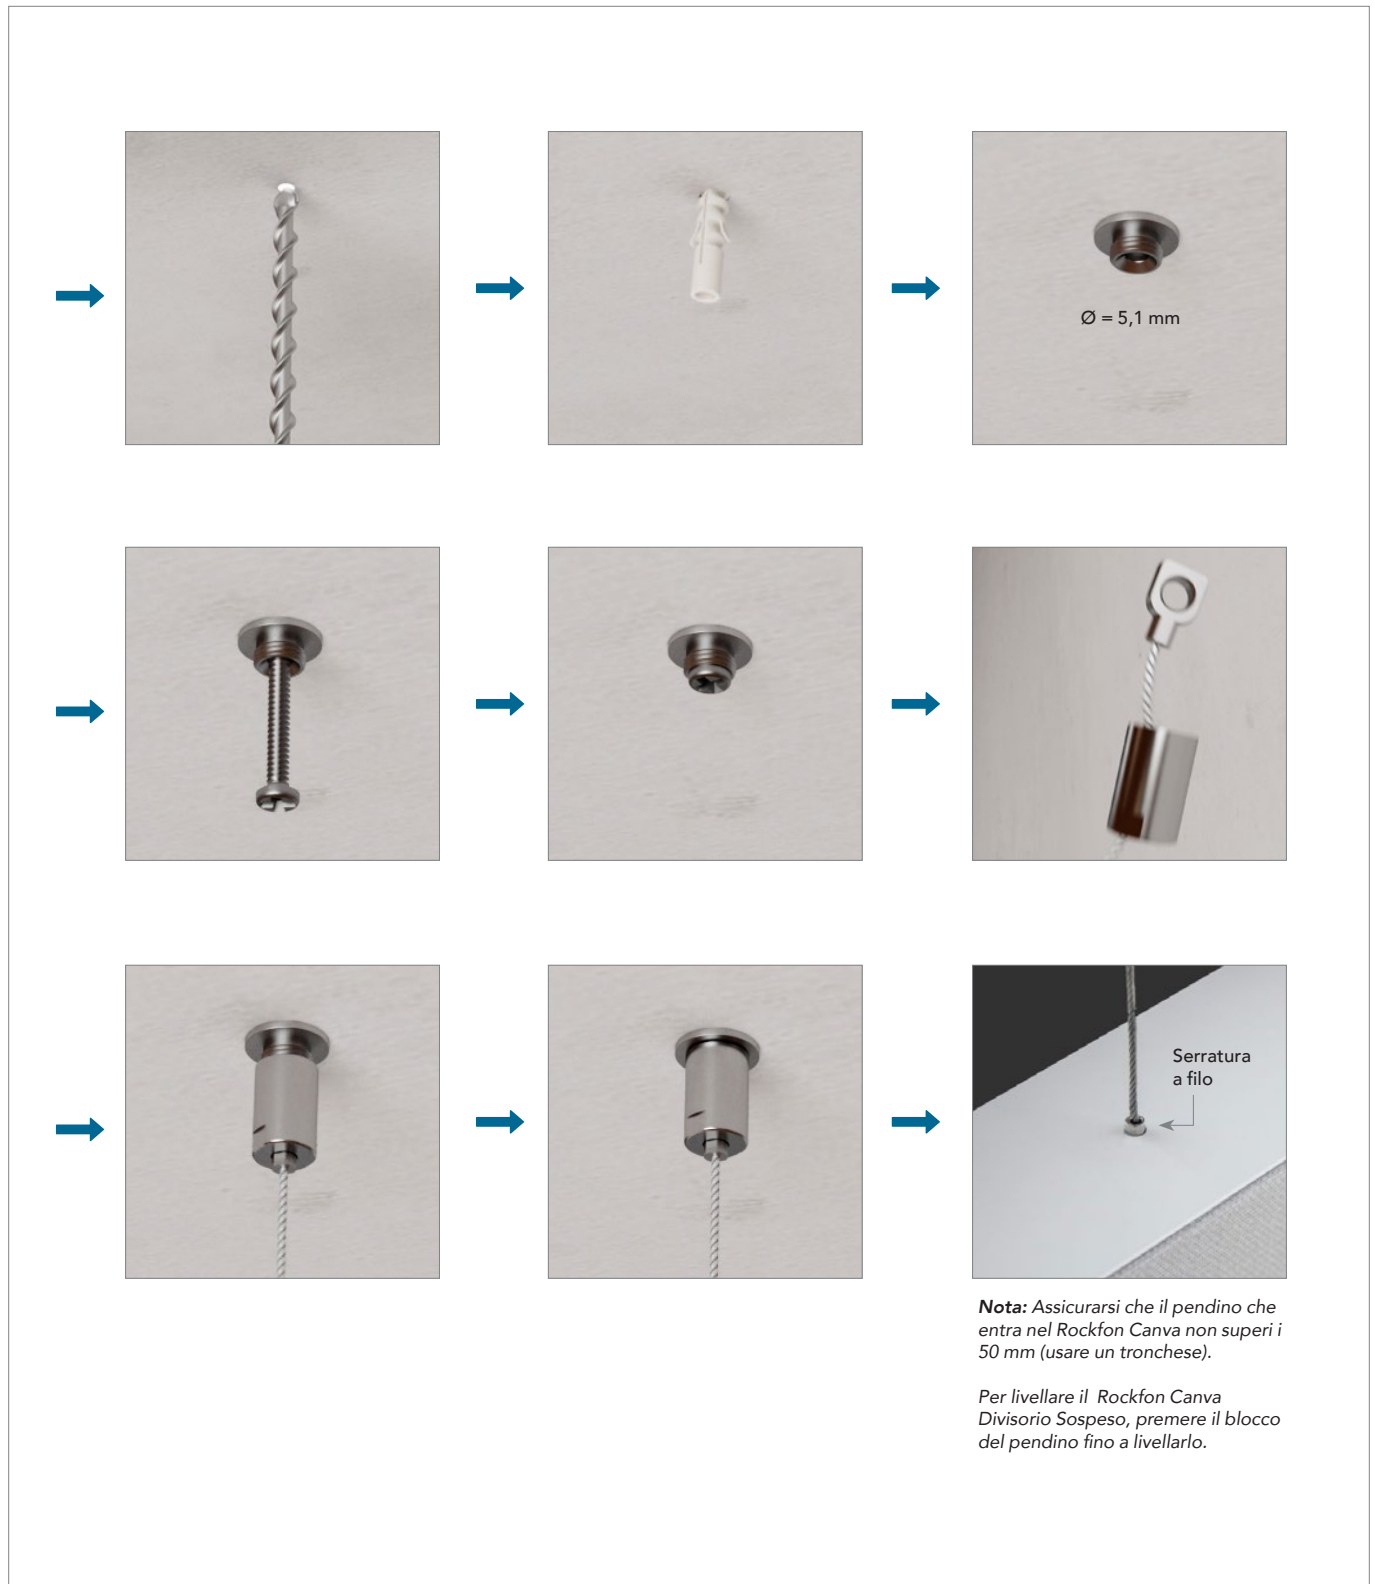 Ø = 5,1 mm
Serratura
a filo
Nota: Assicurarsi che il pendino che
entra nel Rockfon Canva non superi i
50 mm (usare un tronchese).
Per livellare il Rockfon Canva
Divisorio Sospeso, premere il blocco
del pendino fino a livellarlo.